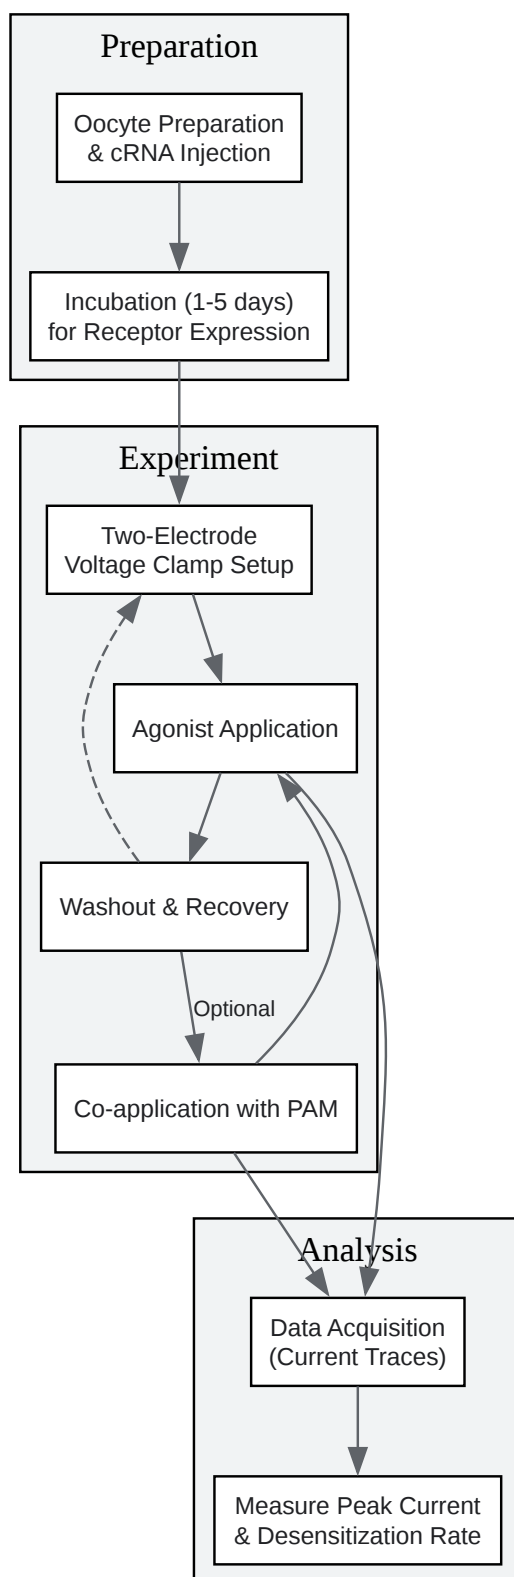 Preparation
Oocyte Preparation
& cRNA Injection
Incubation (1-5 days)
for Receptor Expression
Experiment
Two-Electrode
Voltage Clamp Setup
Agonist Application
Washout & Recovery
Optional
Co-application with PAM
Analysis
Data Acquisition
(Current Traces)
Measure Peak Current
& Desensitization Rate